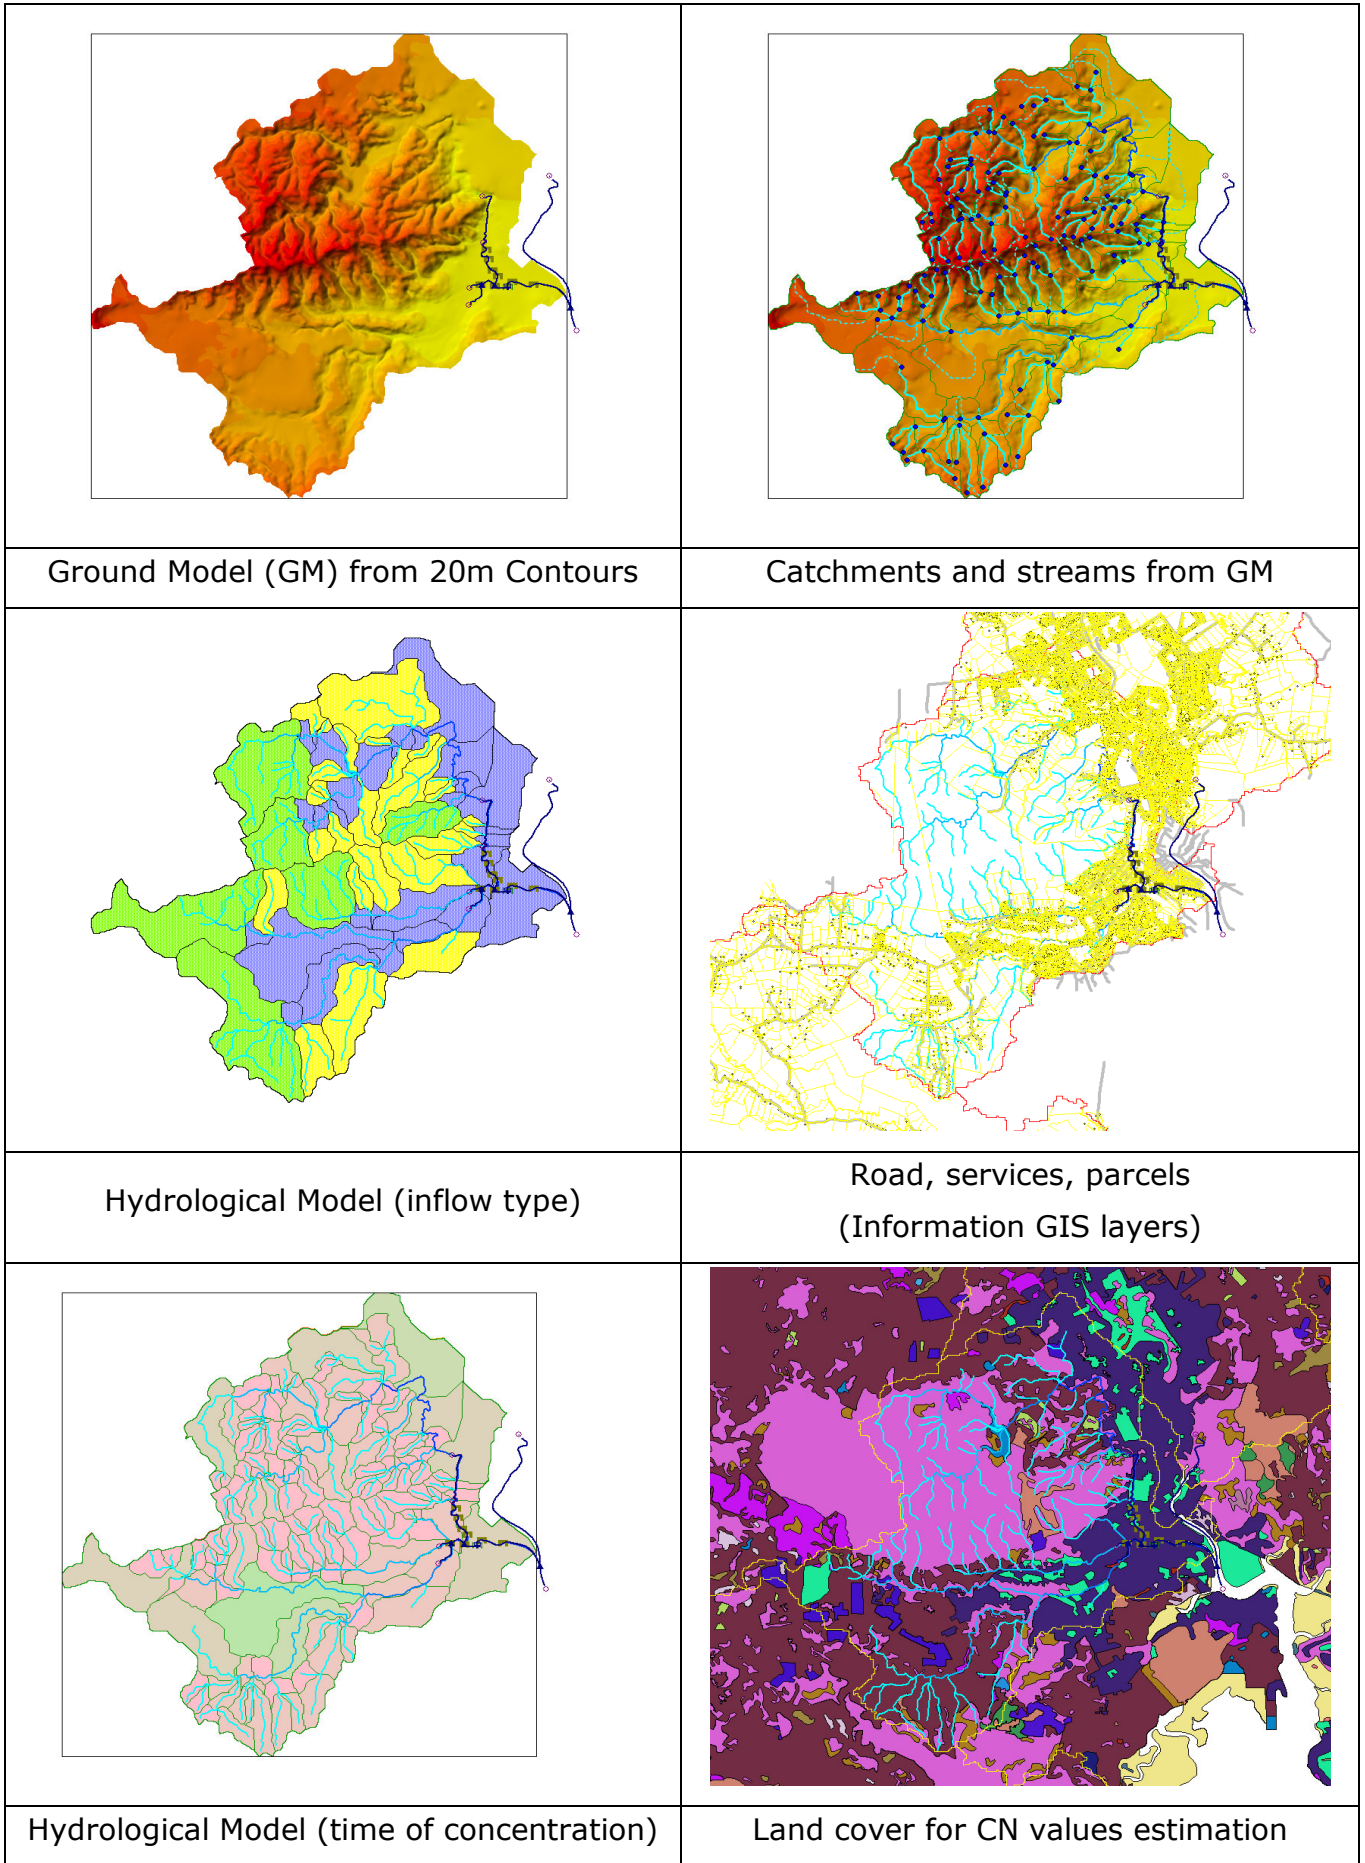 Ground Model (GM) from 20m Contours
Catchments and streams from GM
Hydrological Model (inflow type)
Road, services, parcels
(Information GIS layers)
Hydrological Model (time of concentration)
Land cover for CN values estimation